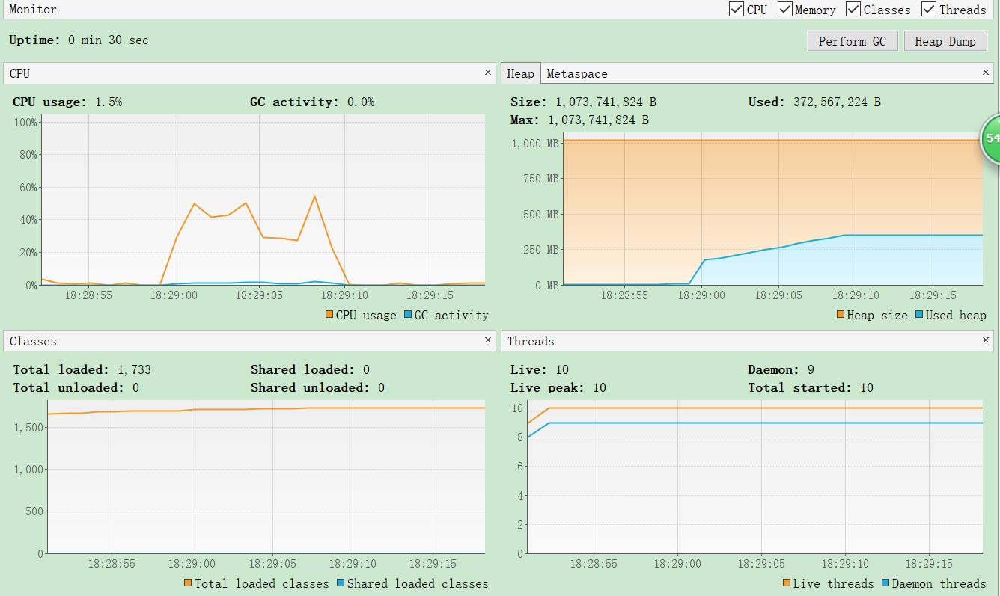 Monitor
CPU Memory Classes Threads
Uptime: 0 min 30 sec
Perform GC Heap Dump
CPU
CPU usage: 1.5% GC activity: 0.0%
100%
80%
60%
40%
20%
0%
18:28:55 18:29:00 18:29:05 18:29:10 18:29:15
CPU usage GC activity
Heap Metaspace
Size: 1,073,741,824 B Used: 372,567,224 B
Max: 1,073,741,824 B
1,000 MB
750 MB
500 MB
250 MB
0 MB
18:28:55 18:29:00 18:29:05 18:29:10 18:29:15
Heap size Used heap
54
Classes
Total loaded: 1,733 Shared loaded: 0
Total unloaded: 0 Shared unloaded: 0
1,500
1,000
500
0
18:28:55 18:29:00 18:29:05 18:29:10 18:29:15
Total loaded classes Shared loaded classes
Threads
Live: 10 Daemon: 9
Live peak: 10 Total started: 10
10
8
6
4
2
0
18:28:55 18:29:00 18:29:05 18:29:10 18:29:15
Live threads Daemon threads